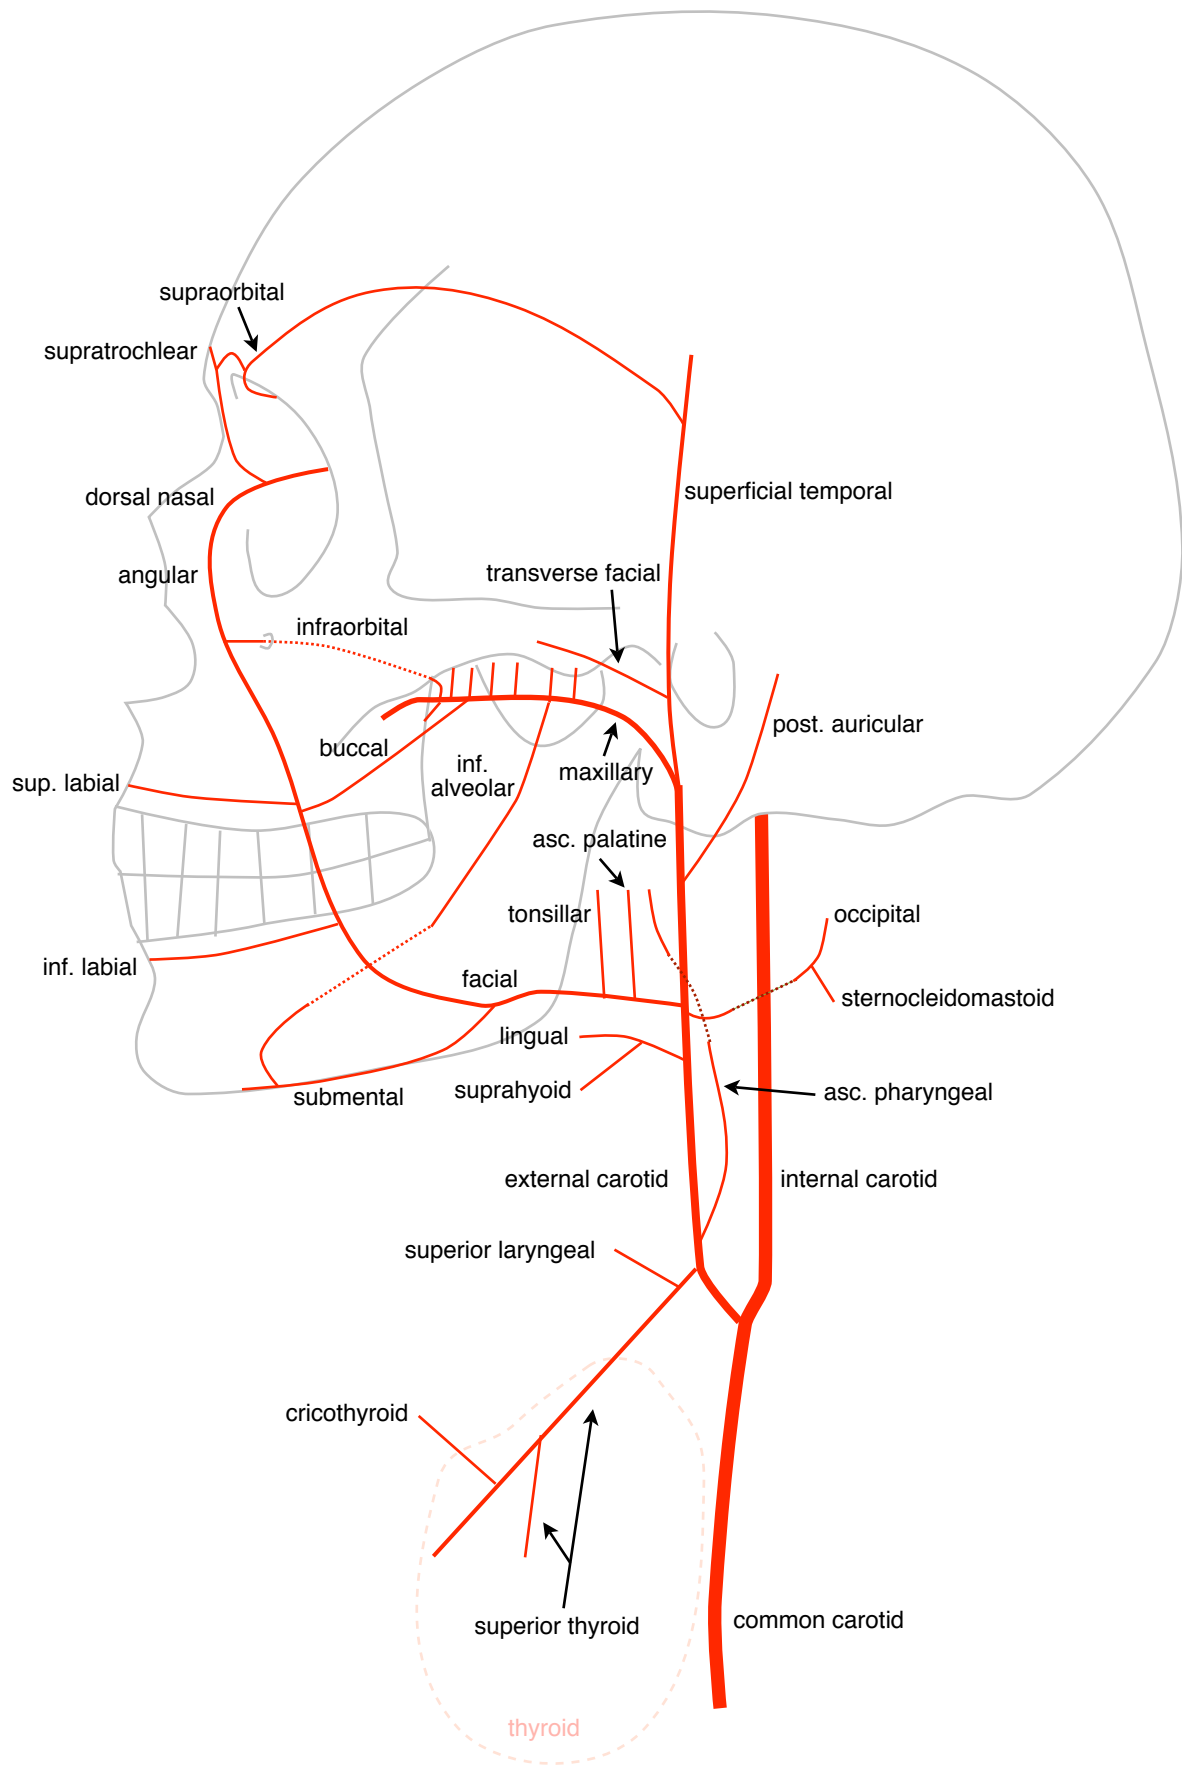 supraorbital
supratrochlear
dorsal nasal
superficial temporal
angular
transverse facial
infraorbital
post. auricular
buccal
inf.
alveolar
maxillary
sup. labial
asc. palatine
tonsillar
occipital
inf. labial
facial
sternocleidomastoid
lingual
suprahyoid
submental
asc. pharyngeal
external carotid
internal carotid
superior laryngeal
cricothyroid
superior thyroid
common carotid
thyroid